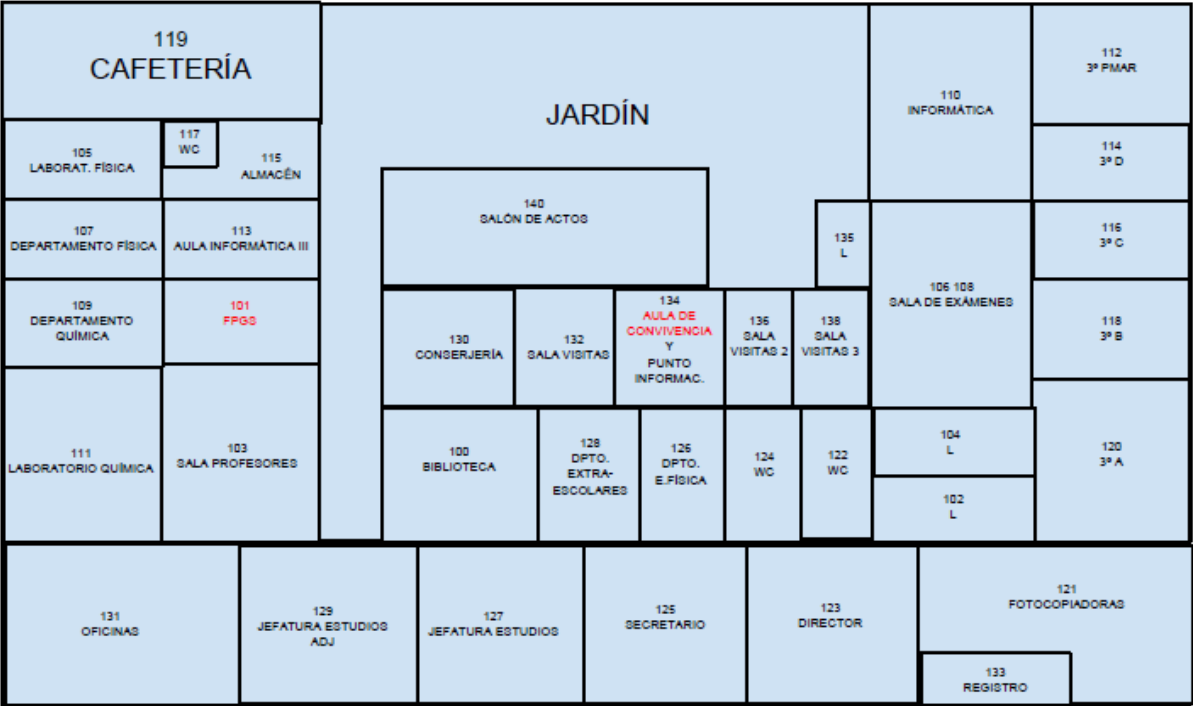 119
CAFETERÍA
JARDÍN
110
INFORMÁTICA
112
3º PMAR
105
LABORAT. FÍSICA
117
WC
115
ALMACÉN
114
3º D
107
DEPARTAMENTO FÍSICA
113
AULA INFORMÁTICA III
140
SALÓN DE ACTOS
135
L
116
3º C
109
DEPARTAMENTO
QUÍMICA
101
FPGS
130
CONSERJERÍA
132
SALA VISITAS
134
AULA DE
CONVIVENCIA
Y
PUNTO
INFORMAC.
136
SALA
VISITAS 2
138
SALA
VISITAS 3
106 108
SALA DE EXÁMENES
118
3º B
111
LABORATORIO QUÍMICA
103
SALA PROFESORES
100
BIBLIOTECA
128
DPTO.
EXTRA-
ESCOLARES
126
DPTO.
E.FÍSICA
124
WC
122
WC
104
L
102
L
120
3º A
131
OFICINAS
129
JEFATURA ESTUDIOS
ADJ
127
JEFATURA ESTUDIOS
125
SECRETARIO
123
DIRECTOR
121
FOTOCOPIADORAS
133
REGISTRO